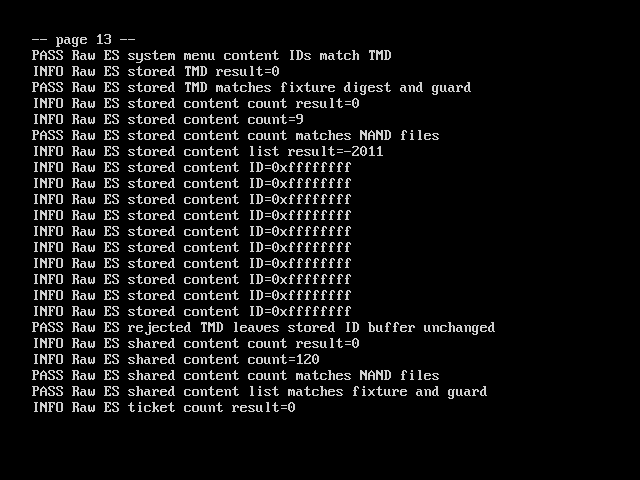 -- page 13 --
PASS Raw ES system menu content IDs match TMD
INFO Raw ES stored TMD result=0
PASS Raw ES stored TMD matches fixture digest and guard
INFO Raw ES stored content count result=0
INFO Raw ES stored content count=9
PASS Raw ES stored content count matches NAND files
INFO Raw ES stored content list result=-2011
INFO Raw ES stored content ID=0xffffffff
INFO Raw ES stored content ID=0xffffffff
INFO Raw ES stored content ID=0xffffffff
INFO Raw ES stored content ID=0xffffffff
INFO Raw ES stored content ID=0xffffffff
INFO Raw ES stored content ID=0xffffffff
INFO Raw ES stored content ID=0xffffffff
INFO Raw ES stored content ID=0xffffffff
INFO Raw ES stored content ID=0xffffffff
INFO Raw ES stored content ID=0xffffffff
PASS Raw ES rejected TMD leaves stored ID buffer unchanged
INFO Raw ES shared content count result=0
INFO Raw ES shared content count=120
PASS Raw ES shared content count matches NAND files
PASS Raw ES shared content list matches fixture and guard
INFO Raw ES ticket count result=0